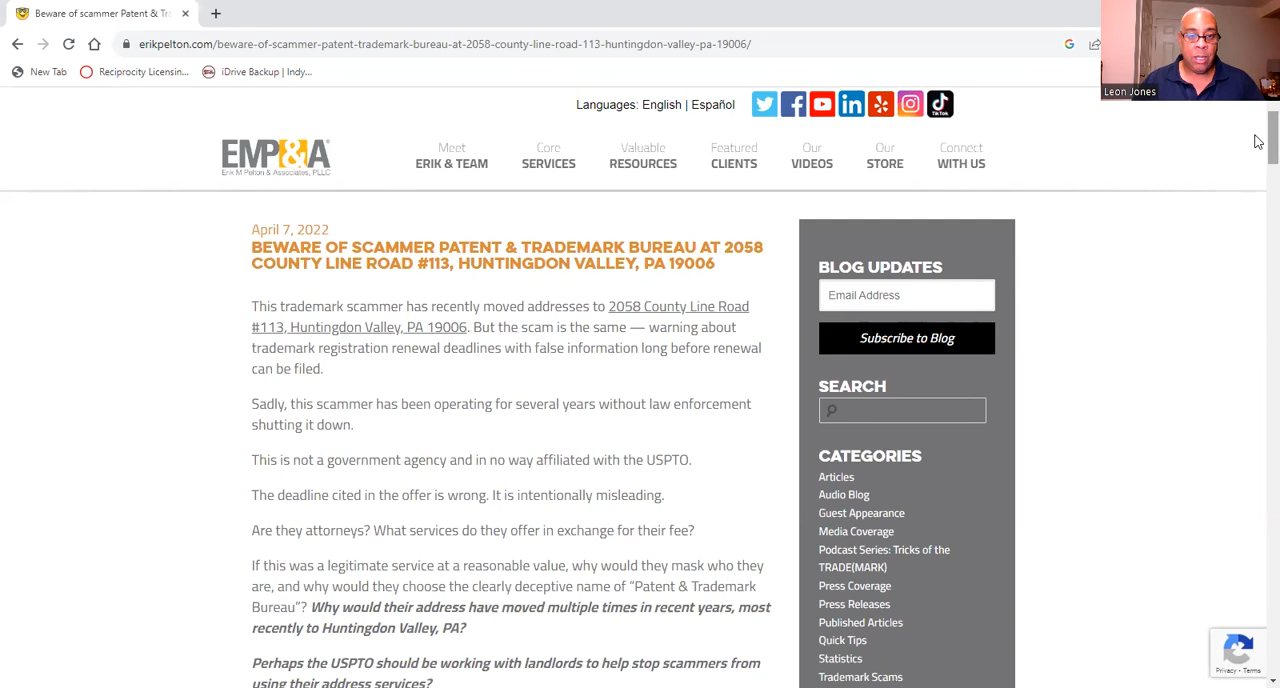 Beware of scammer Patent & Tra
erikpelton.com/beware-of-scammer-patent-trademark-bureau-at-2058-county-line-road-113-huntingdon-valley-pa-19006/
New Tab
Reciprocity Licensin...
iDrive Backup | Indy...
Leon Jones
Languages: English | Español
TikTok
EMP&A
Erik M Pelton & Associates, PLLC
Meet
ERIK & TEAM
Core
SERVICES
Valuable
RESOURCES
Featured
CLIENTS
Our
VIDEOS
Our
STORE
Connect
WITH US
April 7, 2022
BEWARE OF SCAMMER PATENT & TRADEMARK BUREAU AT 2058
COUNTY LINE ROAD #113, HUNTINGDON VALLEY, PA 19006
This trademark scammer has recently moved addresses to 2058 County Line Road
#113, Huntingdon Valley, PA 19006. But the scam is the same — warning about
trademark registration renewal deadlines with false information long before renewal
can be filed.
Sadly, this scammer has been operating for several years without law enforcement
shutting it down.
This is not a government agency and in no way affiliated with the USPTO.
The deadline cited in the offer is wrong. It is intentionally misleading.
Are they attorneys? What services do they offer in exchange for their fee?
If this was a legitimate service at a reasonable value, why would they mask who they
are, and why would they choose the clearly deceptive name of “Patent & Trademark
Bureau”? Why would their address have moved multiple times in recent years, most
recently to Huntingdon Valley, PA?
Perhaps the USPTO should be working with landlords to help stop scammers from
using their address services?
BLOG UPDATES
Email Address
Subscribe to Blog
SEARCH
CATEGORIES
Articles
Audio Blog
Guest Appearance
Media Coverage
Podcast Series: Tricks of the
TRADE(MARK)
Press Coverage
Press Releases
Published Articles
Quick Tips
Statistics
Trademark Scams
Privacy - Terms